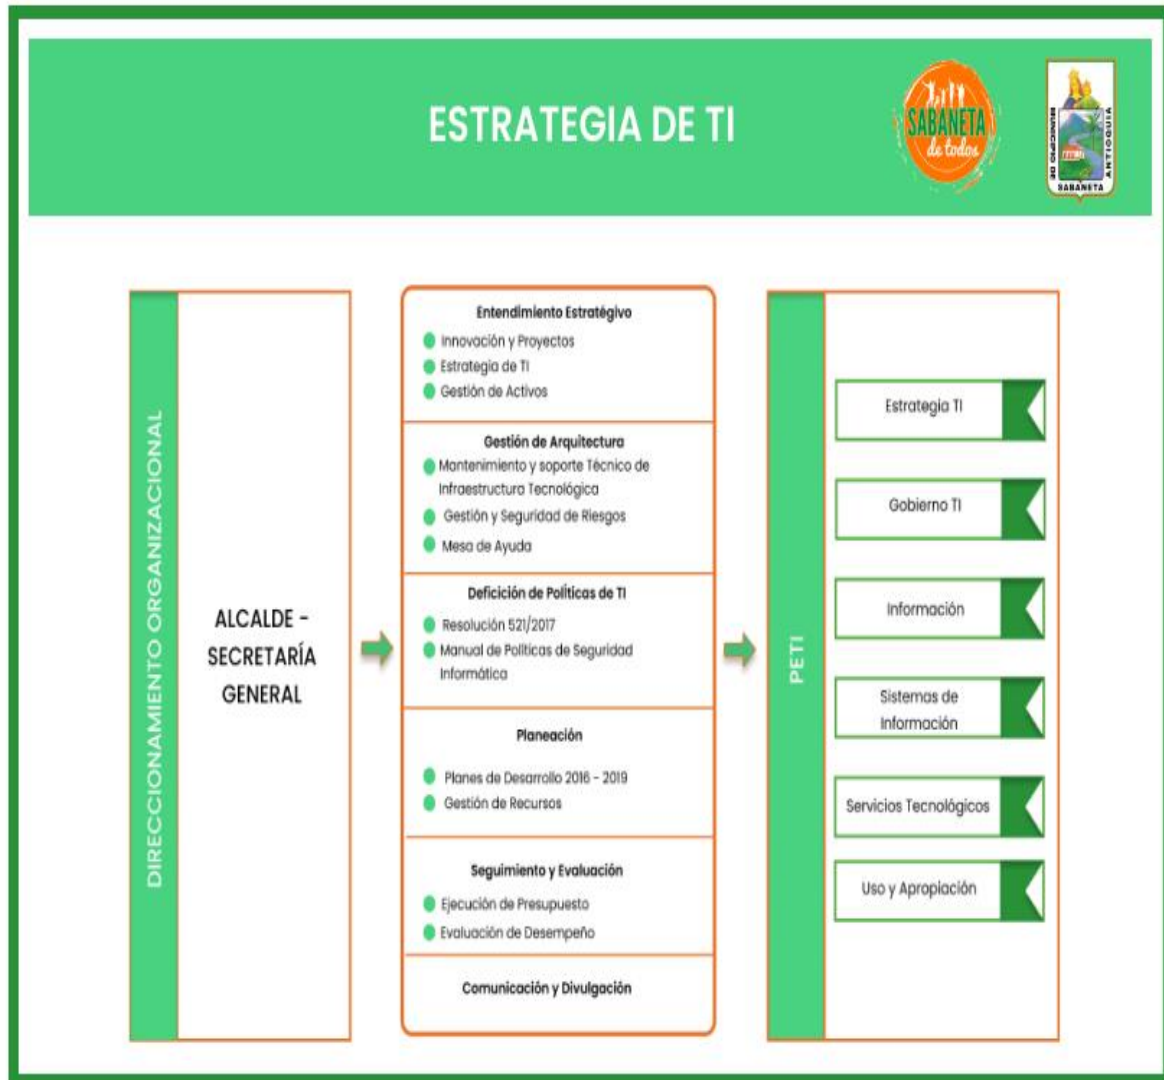 ESTRATEGIA DE TI
SABANETA
de todos
MUNICIPIO DE
SABANETA
ANTIOQUIA
DIRECCIONAMIENTO ORGANIZACIONAL
ALCALDE -
SECRETARÍA
GENERAL
Entendimiento Estratégivo
Innovación y Proyectos
Estrategia de TI
Gestión de Activos
Gestión de Arquitectura
Mantenimiento y soporte Técnico de
Infraestructura Tecnológica
Gestión y Seguridad de Riesgos
Mesa de Ayuda
Deficición de Políticas de TI
Resolución 521/2017
Manual de Políticas de Seguridad
Informática
Planeación
Planes de Desarrollo 2016 - 2019
Gestión de Recursos
Seguimiento y Evaluación
Ejecución de Presupuesto
Evaluación de Desempeño
Comunicación y Divulgación
PETI
Estrategia TI
Gobierno TI
Información
Sistemas de
Información
Servicios Tecnológicos
Uso y Apropiación